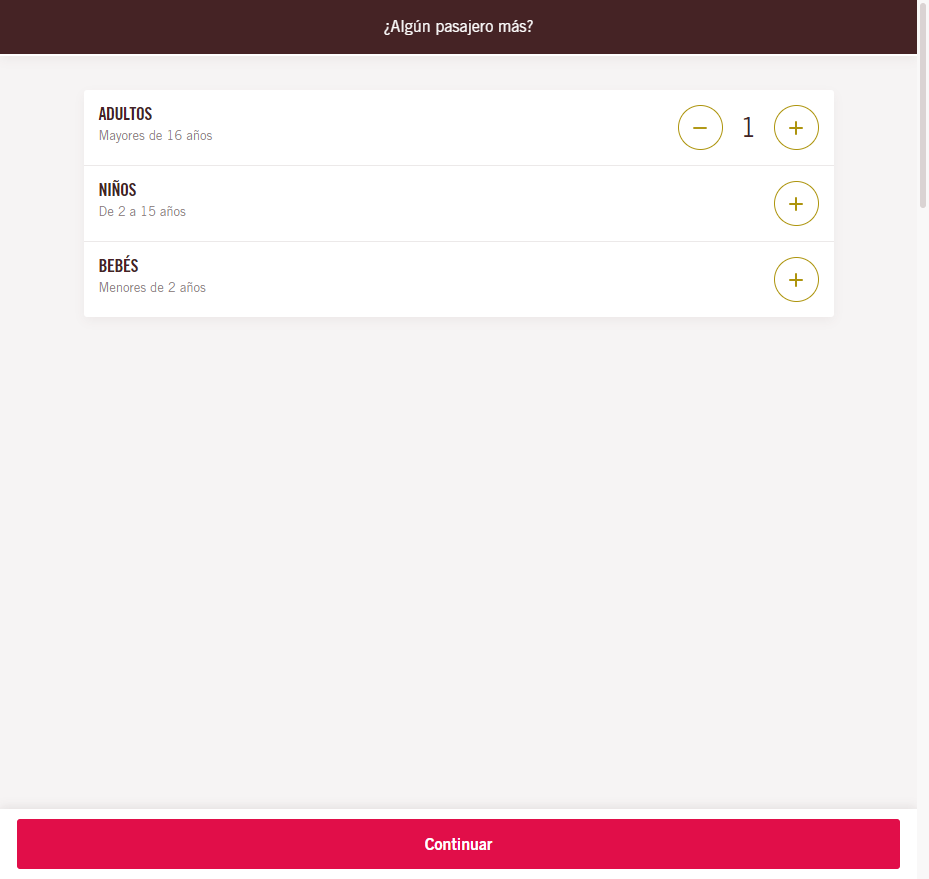 ¿Algún pasajero más?
ADULTOS
Mayores de 16 años
1
NIÑOS
De 2 a 15 años
BEBÉS
Menores de 2 años
Continuar